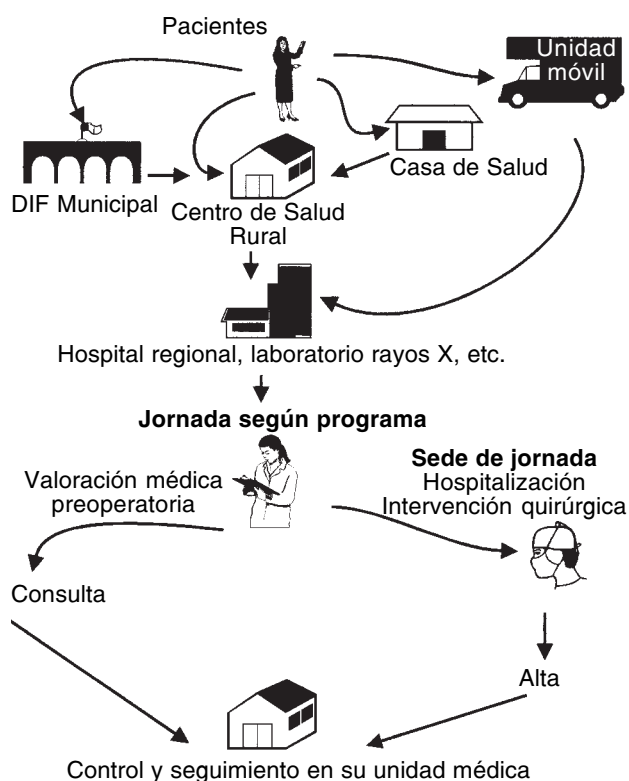 Pacientes
Unidad
móvil
Casa de Salud
DIF Municipal
Centro de Salud
Rural
Hospital regional, laboratorio rayos X, etc.
Jornada según programa
Valoración médica
preoperatoria
Sede de jornada
Hospitalización
Intervención quirúrgica
Consulta
Alta
Control y seguimiento en su unidad médica